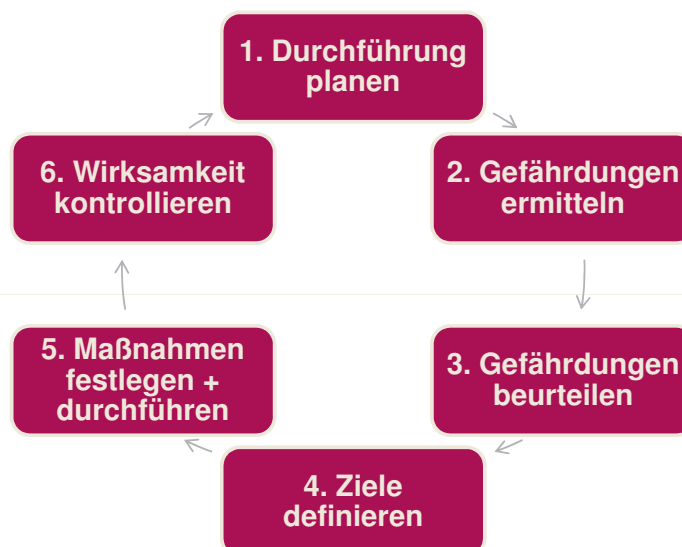 1. Durchführung
planen
2. Gefährdungen
ermitteln
3. Gefährdungen
beurteilen
4. Ziele
definieren
5. Maßnahmen
festlegen +
durchführen
6. Wirksamkeit
kontrollieren